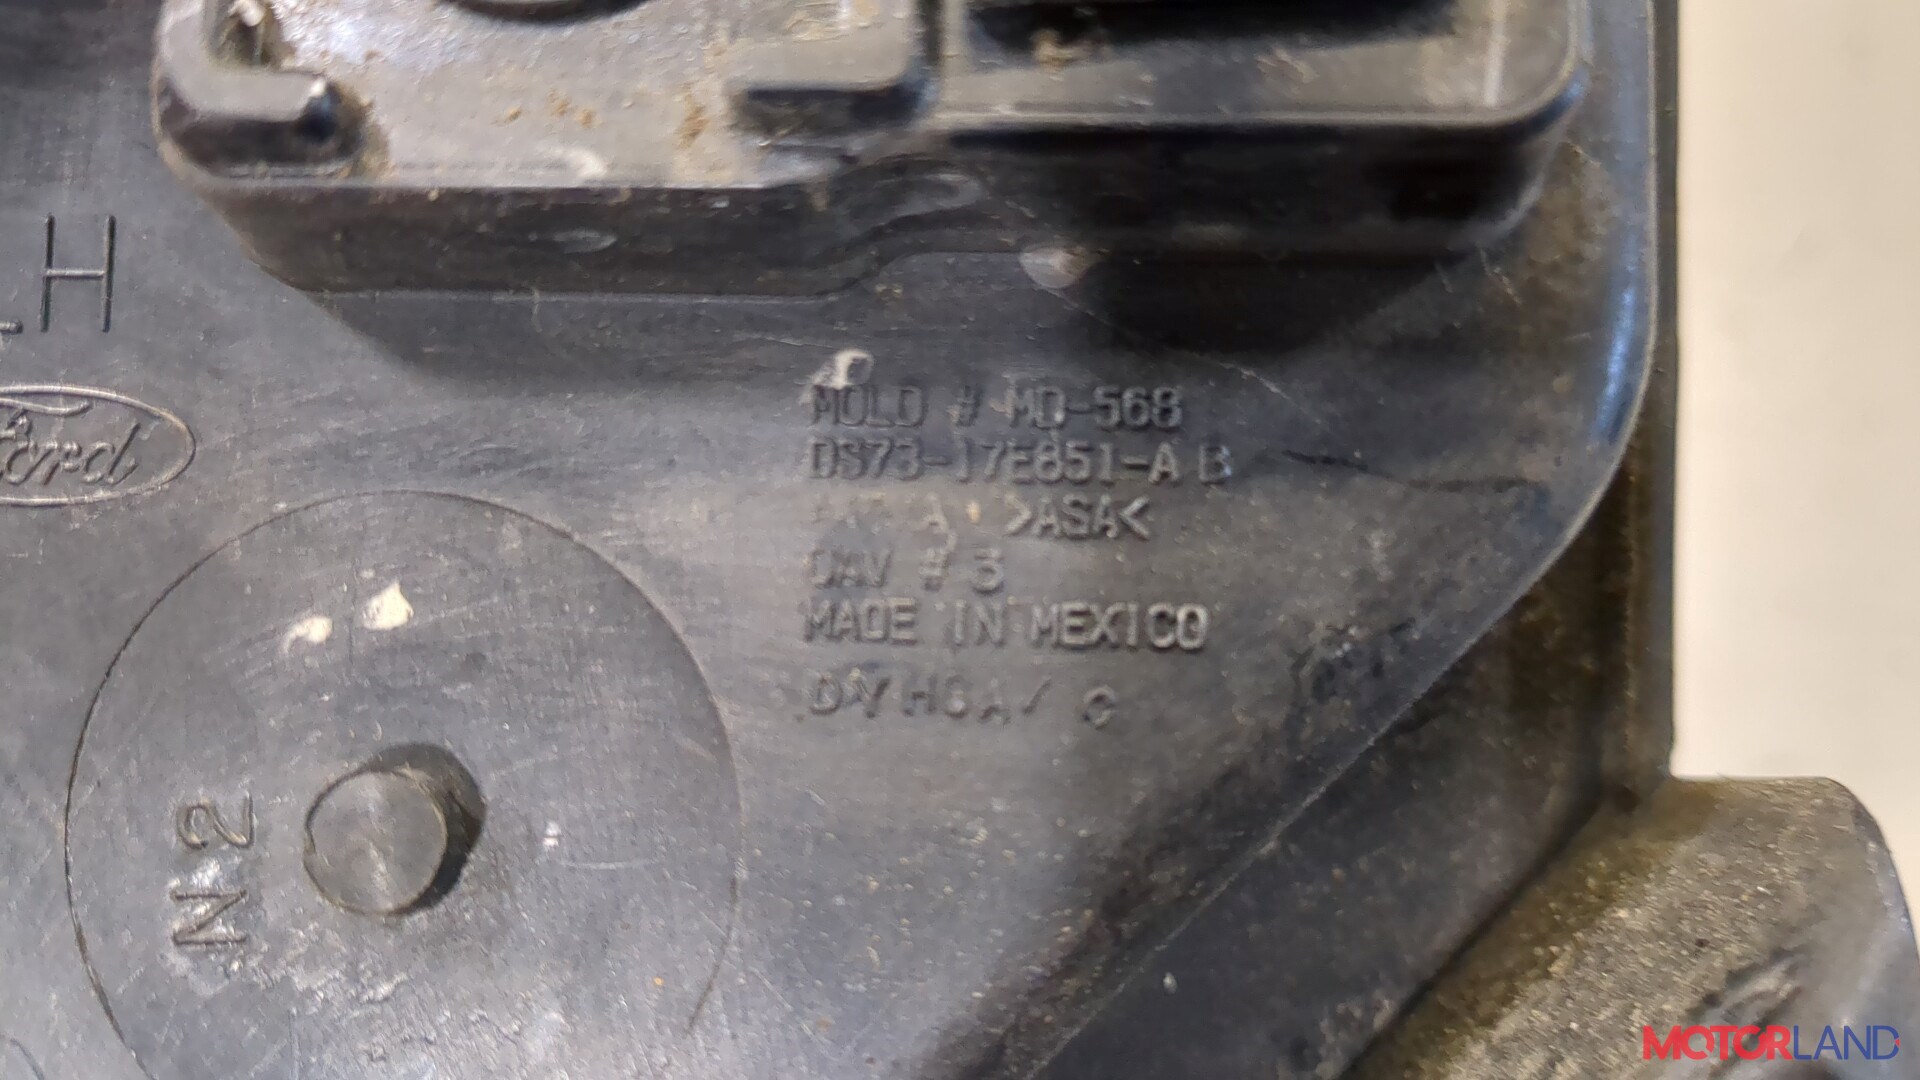 LH
Ford
MOLD # MD-568
DS73-17E851-A B
>ASA<
CAV # 3
MADE IN MEXICO
N2
MOTORLAND